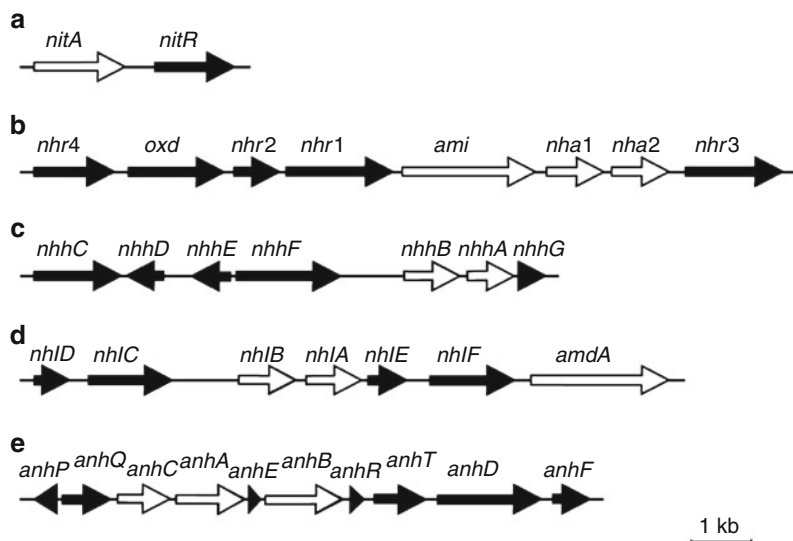 a
nitA nitR
b
nhr4 oxd nhr2 nhr1 ami nha1 nha2 nhr3
c
nhhC nhhD nhhE nhhF nhhB nhhA nhhG
d
nhlD nhlC nhlB nhlA nhlE nhlF amdA
e
anhP anhQ anhC anhA anhE anhB anhR anhT anhD anhF
1 kb